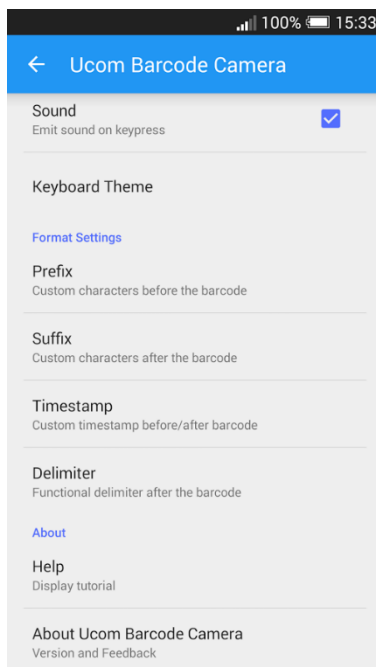 100% 15:33
Ucom Barcode Camera
Sound
Emit sound on keypress
Keyboard Theme
Format Settings
Prefix
Custom characters before the barcode
Suffix
Custom characters after the barcode
Timestamp
Custom timestamp before/after barcode
Delimiter
Functional delimiter after the barcode
About
Help
Display tutorial
About Ucom Barcode Camera
Version and Feedback